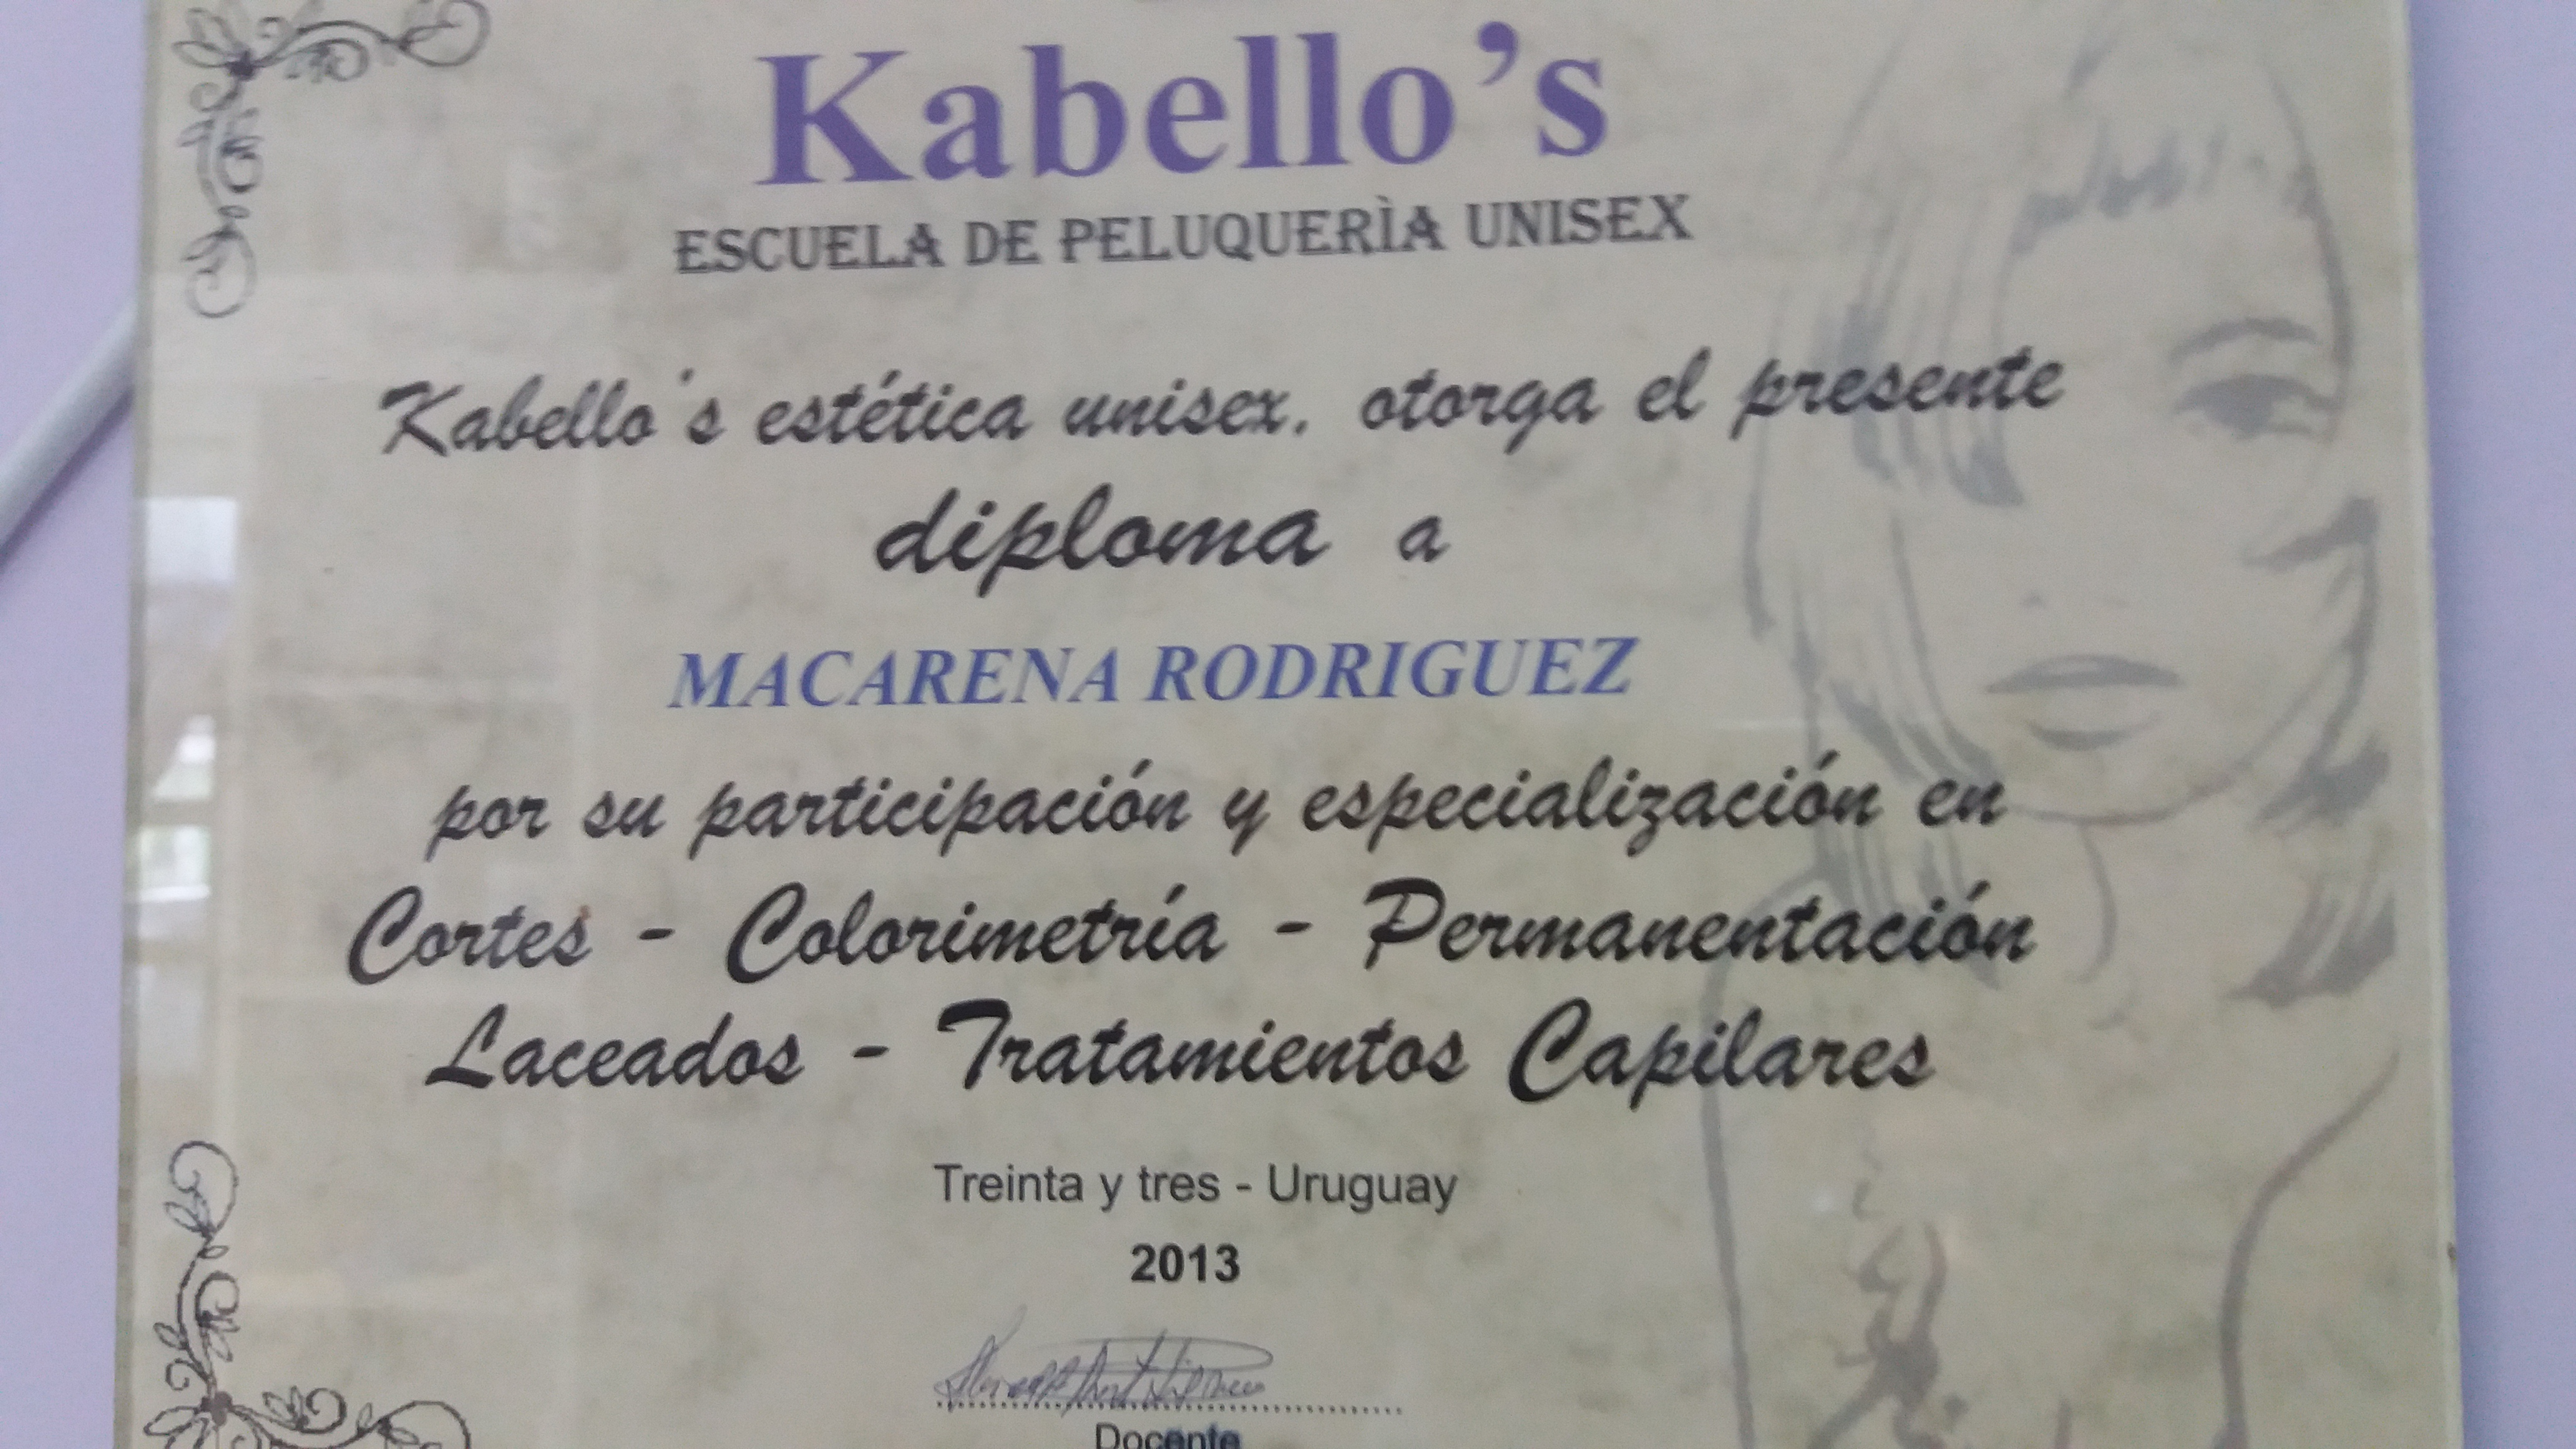 Kabello's
ESCUELA DE PELUQUERÌA UNISEX
Kabello's estética unisex. otorga el presente
diploma a
MACARENA RODRIGUEZ
por su participación y especialización en
Cortes - Colorimetría - Permanentación
Laceados - Tratamientos Capilares
Treinta y tres - Uruguay
2013
Docente